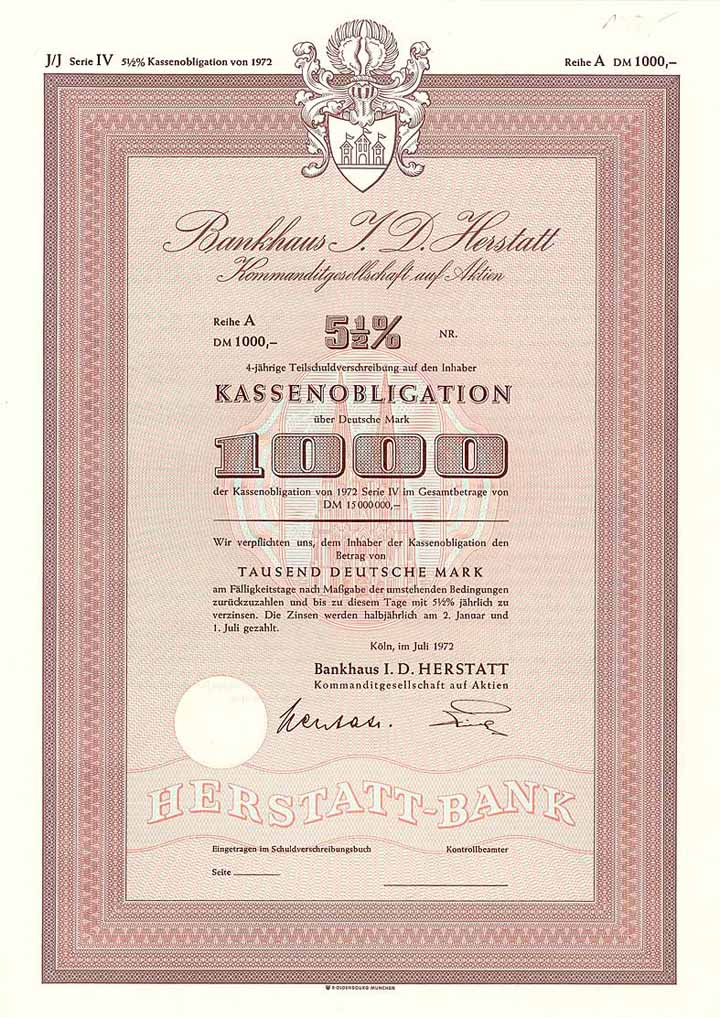 J/J Serie IV 5½% Kassenobligation von 1972
Reihe A DM 1000,–
Bankhaus I. D. Herstatt
Kommanditgesellschaft auf Aktien
Reihe A
DM 1000,–
5½%
NR.
4-jährige Teilschuldverschreibung auf den Inhaber
KASSENOBLIGATION
über Deutsche Mark
1000
der Kassenobligation von 1972 Serie IV im Gesamtbetrage von
DM 15 000 000,–
Wir verpflichten uns, dem Inhaber der Kassenobligation den
Betrag von
TAUSEND DEUTSCHE MARK
am Fälligkeitstage nach Maßgabe der umstehenden Bedingungen
zurückzuzahlen und bis zu diesem Tage mit 5½% jährlich zu
verzinsen. Die Zinsen werden halbjährlich am 2. Januar und
1. Juli gezahlt.
Köln, im Juli 1972
Bankhaus I. D. HERSTATT
Kommanditgesellschaft auf Aktien
HERSTATT-BANK
Eingetragen im Schuldverschreibungsbuch
Kontrollbeamter
Seite
R·OLDENBOURG·MÜNCHEN